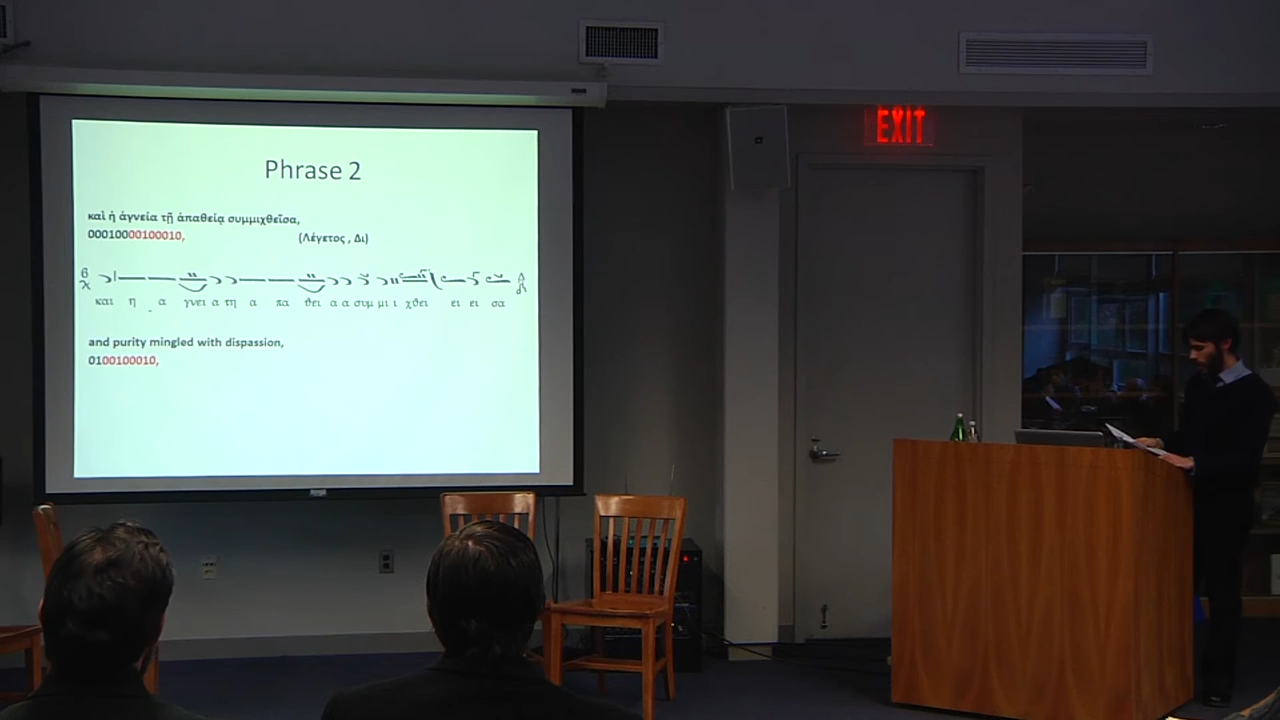 EXIT
Phrase 2
καὶ ἡ ἁγνεία τῇ ἀπαθείᾳ συμμιχθεῖσα,
00010000100010, (Λέγετος , Δι)
και η α γνει α τη α πα θει α α συμ μι ι χθει ει ει σα
and purity mingled with dispassion,
0100100010,